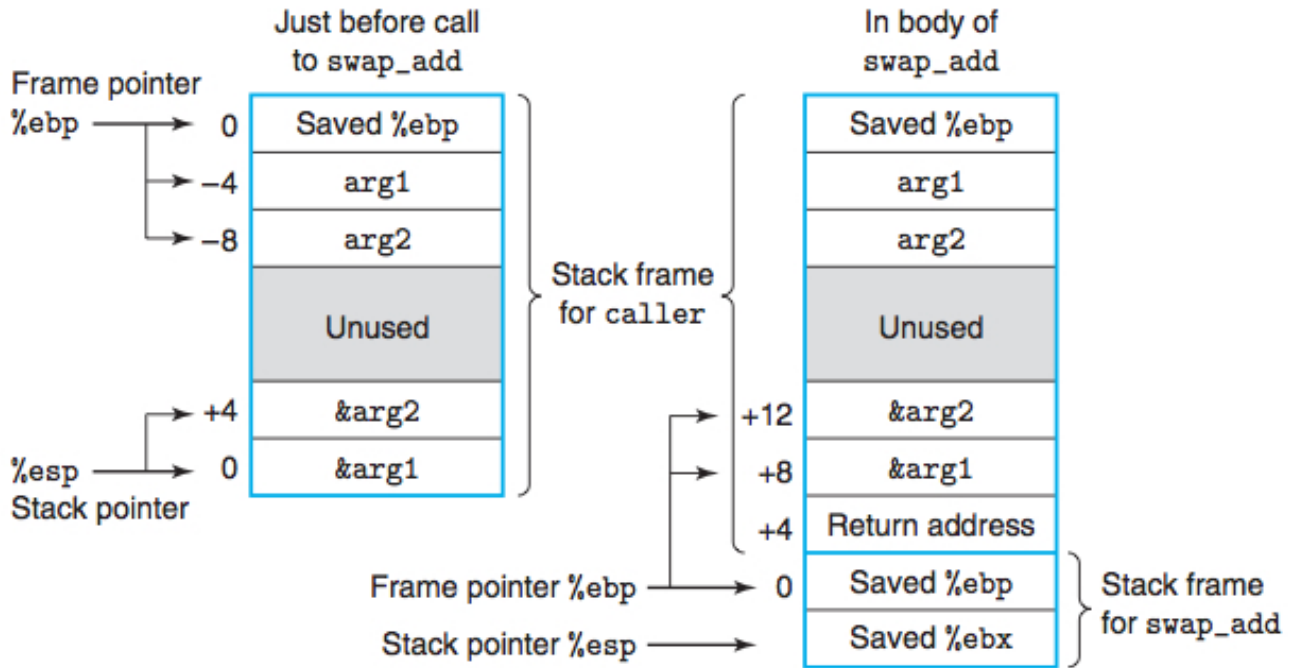 Just before call
to swap_add
In body of
swap_add
Frame pointer
%ebp
0
Saved %ebp
-4
arg1
-8
arg2
Unused
+4
&arg2
%esp
0
&arg1
Stack pointer
Stack frame
for caller
Saved %ebp
arg1
arg2
Unused
+12
&arg2
+8
&arg1
+4
Return address
Frame pointer %ebp
0
Saved %ebp
Stack pointer %esp
Saved %ebx
Stack frame
for swap_add